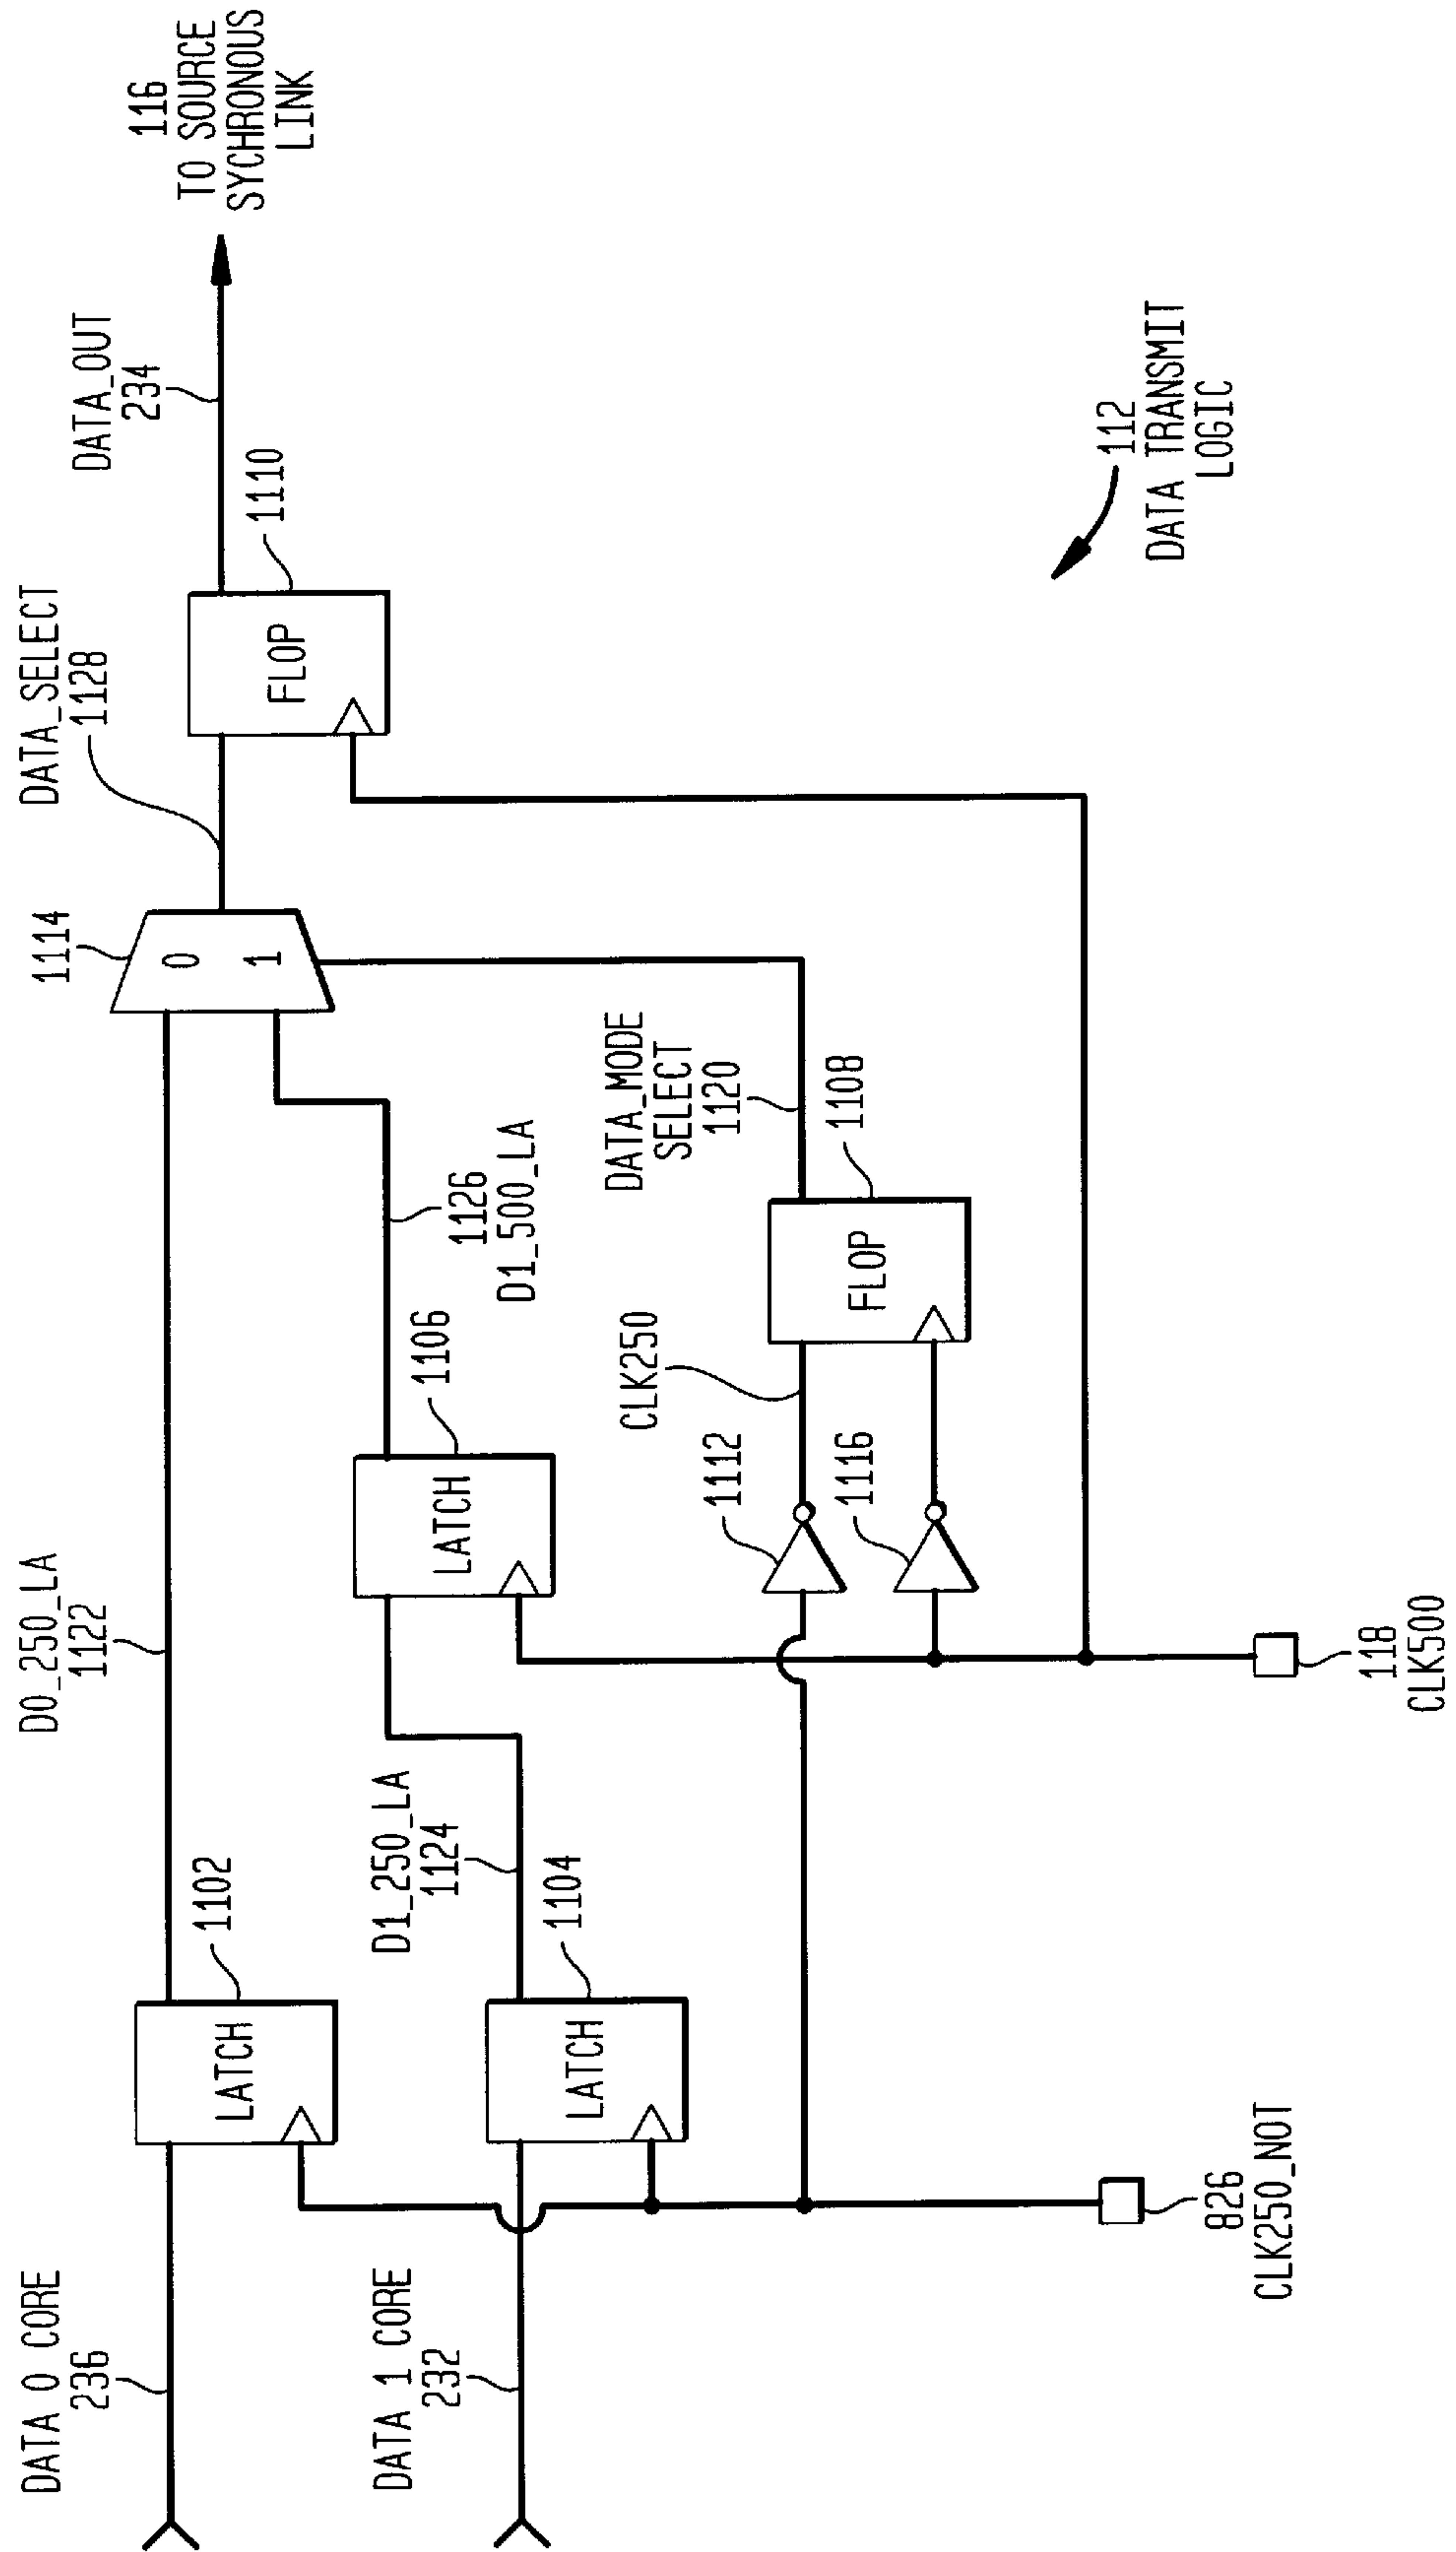 DATA 0 CORE
236
DATA 1 CORE
232
LATCH
1102
LATCH
1104
826
CLK250_NOT
D0_250_LA
1122
D1_250_LA
1124
LATCH
1106
1126
D1_500_LA
1112
1116
CLK250
118
CLK500
FLOP
1108
DATA_MODE
SELECT
1120
1114
0
1
DATA_SELECT
1128
FLOP
1110
DATA_OUT
234
116
TO SOURCE
SYCHRONOUS
LINK
112
DATA TRANSMIT
LOGIC